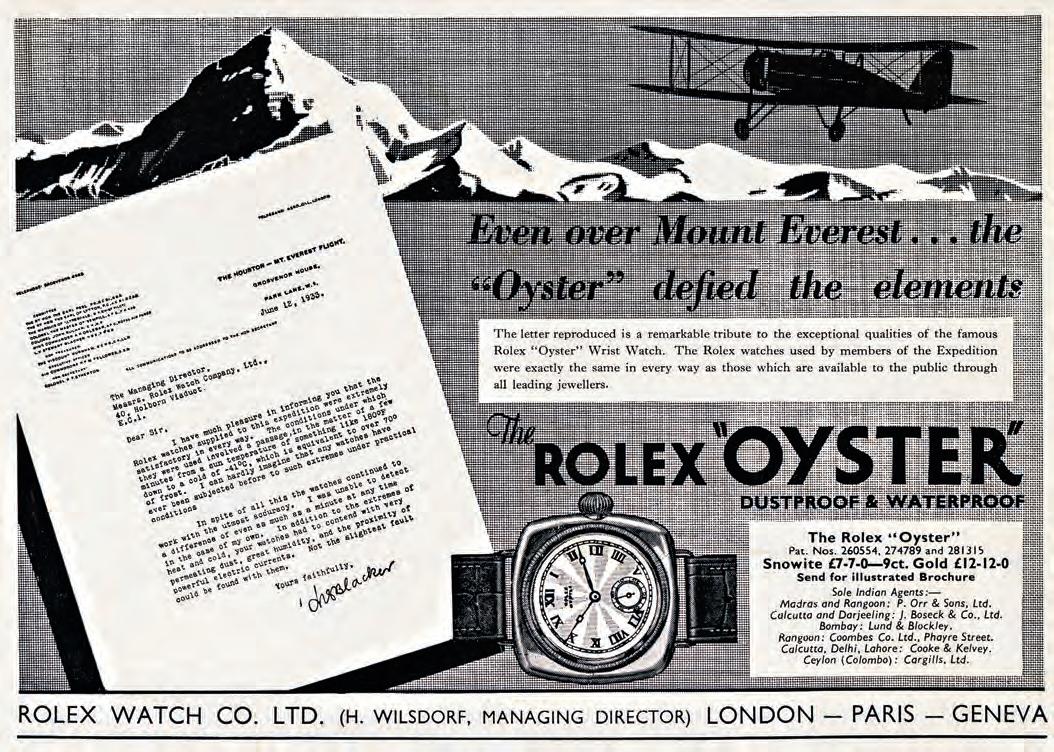 TELEGRAMS AERO.HILL.LONDON
THE HOUSTON — MT. EVEREST FLIGHT,
GROSVENOR HOUSE,
PARK LANE, W.1.
June 12, 1933.
ALL COMMUNICATIONS TO BE ADDRESSED TO THE HON SECRETARY
The Managing Director,
Messrs. Rolex Watch Company, Ltd.,
40, Holborn Viaduct.
E.C.1.
Dear Sir,
I have much pleasure in informing you that the
Rolex watches supplied to this expedition were extremely
satisfactory in every way. The conditions under which
they were used involved a passage, in the matter of a few
minutes from a sun temperature of something like 180°F
down to a cold of -41°C, which is equivalent to over 70°
of frost. I can hardly imagine that any watches have
ever been subjected before to such extremes under practical
conditions
In spite of all this the watches continued to
work with the utmost accuracy. I was unable to detect
a difference of even as much as a minute at any time
in the case of my own. In addition to the extremes of
heat and cold, your watches had to contend with very
permeating dust, great humidity, and the proximity of
powerful electric currents. Not the slightest fault
could be found with them.
Yours faithfully,
Even over Mount Everest . . . the
“Oyster” defied the elements
The letter reproduced is a remarkable tribute to the exceptional qualities of the famous
Rolex “Oyster” Wrist Watch. The Rolex watches used by members of the Expedition
were exactly the same in every way as those which are available to the public through
all leading jewellers.
The
ROLEX "OYSTER"
DUSTPROOF & WATERPROOF
The Rolex “Oyster”
Pat. Nos. 260554, 274789 and 281315
Snowite £7-7-0—9ct. Gold £12-12-0
Send for illustrated Brochure
Sole Indian Agents:—
Madras and Rangoon: P. Orr & Sons, Ltd.
Calcutta and Darjeeling: J. Boseck & Co., Ltd.
Bombay: Lund & Blockley.
Rangoon: Coombes Co. Ltd., Phayre Street.
Calcutta, Delhi, Lahore: Cooke & Kelvey.
Ceylon (Colombo): Cargills, Ltd.
ROLEX WATCH CO. LTD. (H. WILSDORF, MANAGING DIRECTOR) LONDON — PARIS — GENEVA